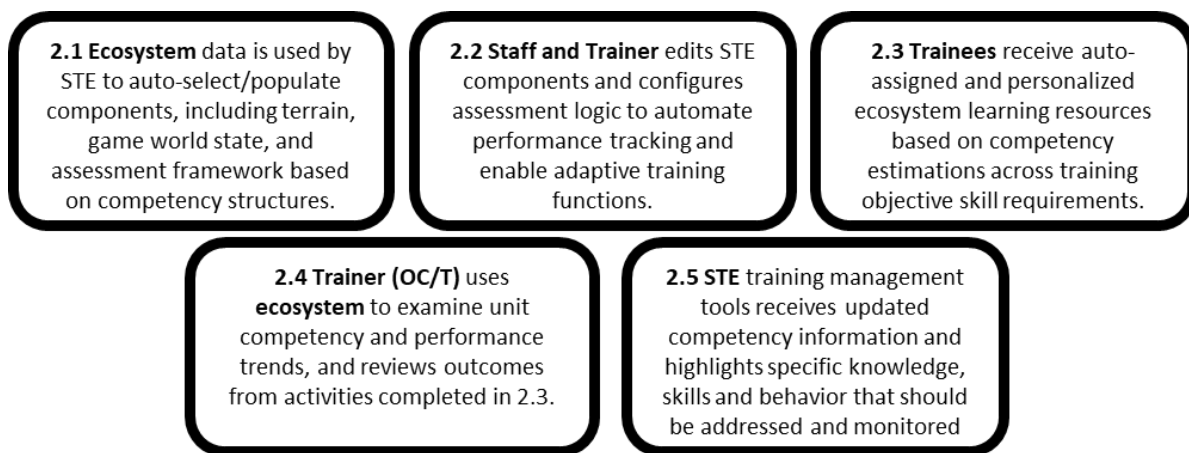 2.1 Ecosystem data is used by
STE to auto-select/populate
components, including terrain,
game world state, and
assessment framework based
on competency structures.
2.2 Staff and Trainer edits STE
components and configures
assessment logic to automate
performance tracking and
enable adaptive training
functions.
2.3 Trainees receive auto-
assigned and personalized
ecosystem learning resources
based on competency
estimations across training
objective skill requirements.
2.4 Trainer (OC/T) uses
ecosystem to examine unit
competency and performance
trends, and reviews outcomes
from activities completed in 2.3.
2.5 STE training management
tools receives updated
competency information and
highlights specific knowledge,
skills and behavior that should
be addressed and monitored